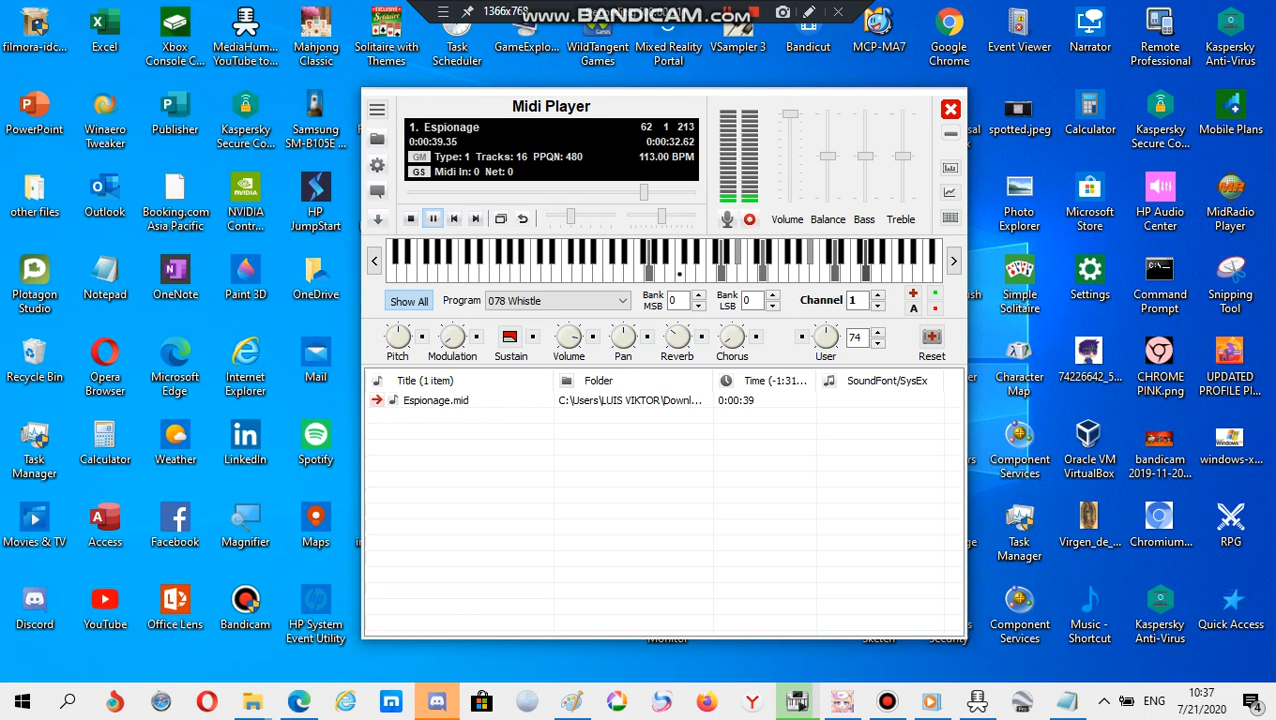 1366x768
www.BANDICAM.com
filmora-idc...
Excel
Xbox
Console C...
MediaHum...
YouTube to...
Mahjong
Classic
Solitaire with
Themes
Task
Scheduler
GameExplo...
WildTangent
Games
Mixed Reality
Portal
VSampler 3
Bandicut
MCP-MA7
Google
Chrome
Event Viewer
Narrator
Remote
Professional
Kaspersky
Anti-Virus
PowerPoint
Winaero
Tweaker
Publisher
Kaspersky
Secure Co...
Samsung
SM-B105E ...
spotted.jpeg
Calculator
Kaspersky
Secure Co...
Mobile Plans
other files
Outlook
Booking.com
Asia Pacific
NVIDIA
Contr...
HP
JumpStart
Photo
Explorer
Microsoft
Store
HP Audio
Center
MidRadio
Player
Plotagon
Studio
Notepad
OneNote
Paint 3D
OneDrive
Simple
Solitaire
Settings
Command
Prompt
Snipping
Tool
Recycle Bin
Opera
Browser
Microsoft
Edge
Internet
Explorer
Mail
Character
Map
74226642_5...
CHROME
PINK.png
UPDATED
PROFILE PI...
Task
Manager
Calculator
Weather
LinkedIn
Spotify
Component
Services
Oracle VM
VirtualBox
bandicam
2019-11-20...
windows-x...
Movies & TV
Access
Facebook
Magnifier
Maps
Task
Manager
Virgen_de_...
Chromium...
RPG
Discord
YouTube
Office Lens
Bandicam
HP System
Event Utility
Component
Services
Music -
Shortcut
Kaspersky
Anti-Virus
Quick Access
Midi Player
1. Espionage 62 1 213
0:00:39.35 0:00:32.62
GM Type: 1 Tracks: 16 PPQN: 480 113.00 BPM
GS Midi In: 0 Net: 0
Volume Balance Bass Treble
Show All Program 078 Whistle Bank MSB 0 Bank LSB 0 Channel 1
A
Pitch Modulation Sustain Volume Pan Reverb Chorus User 74 Reset
Title (1 item) Folder Time (-1:31... SoundFont/SysEx
Espionage.mid C:\Users\LUIS VIKTOR\Downl... 0:00:39
ENG
10:37
7/21/2020
4